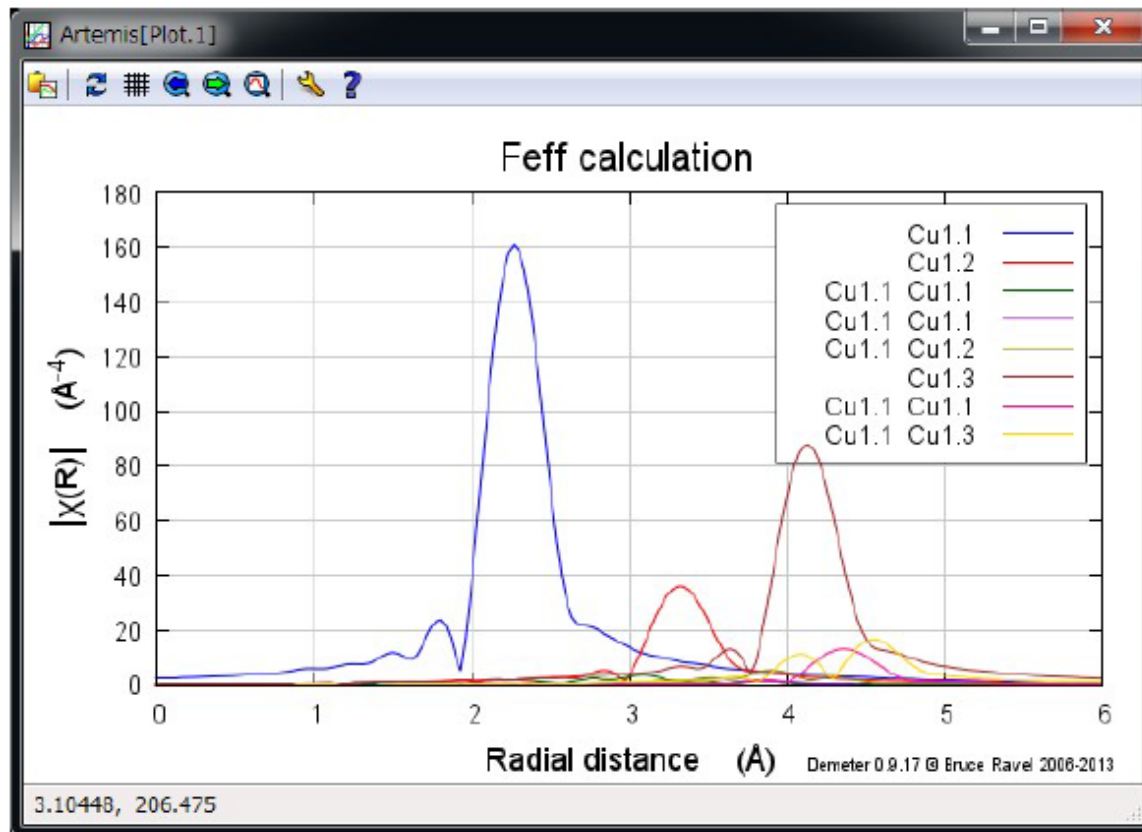 Artemis[Plot.1]
Feff calculation
180
160
140
120
100
80
60
40
20
0
|χ(R)| (Å⁻⁴)
Cu1.1
Cu1.2
Cu1.1 Cu1.1
Cu1.1 Cu1.1
Cu1.1 Cu1.2
Cu1.3
Cu1.1 Cu1.1
Cu1.1 Cu1.3
0 1 2 3 4 5 6
Radial distance (Å)
Demeter 0.9.17 © Bruce Ravel 2006-2013
3.10448, 206.475